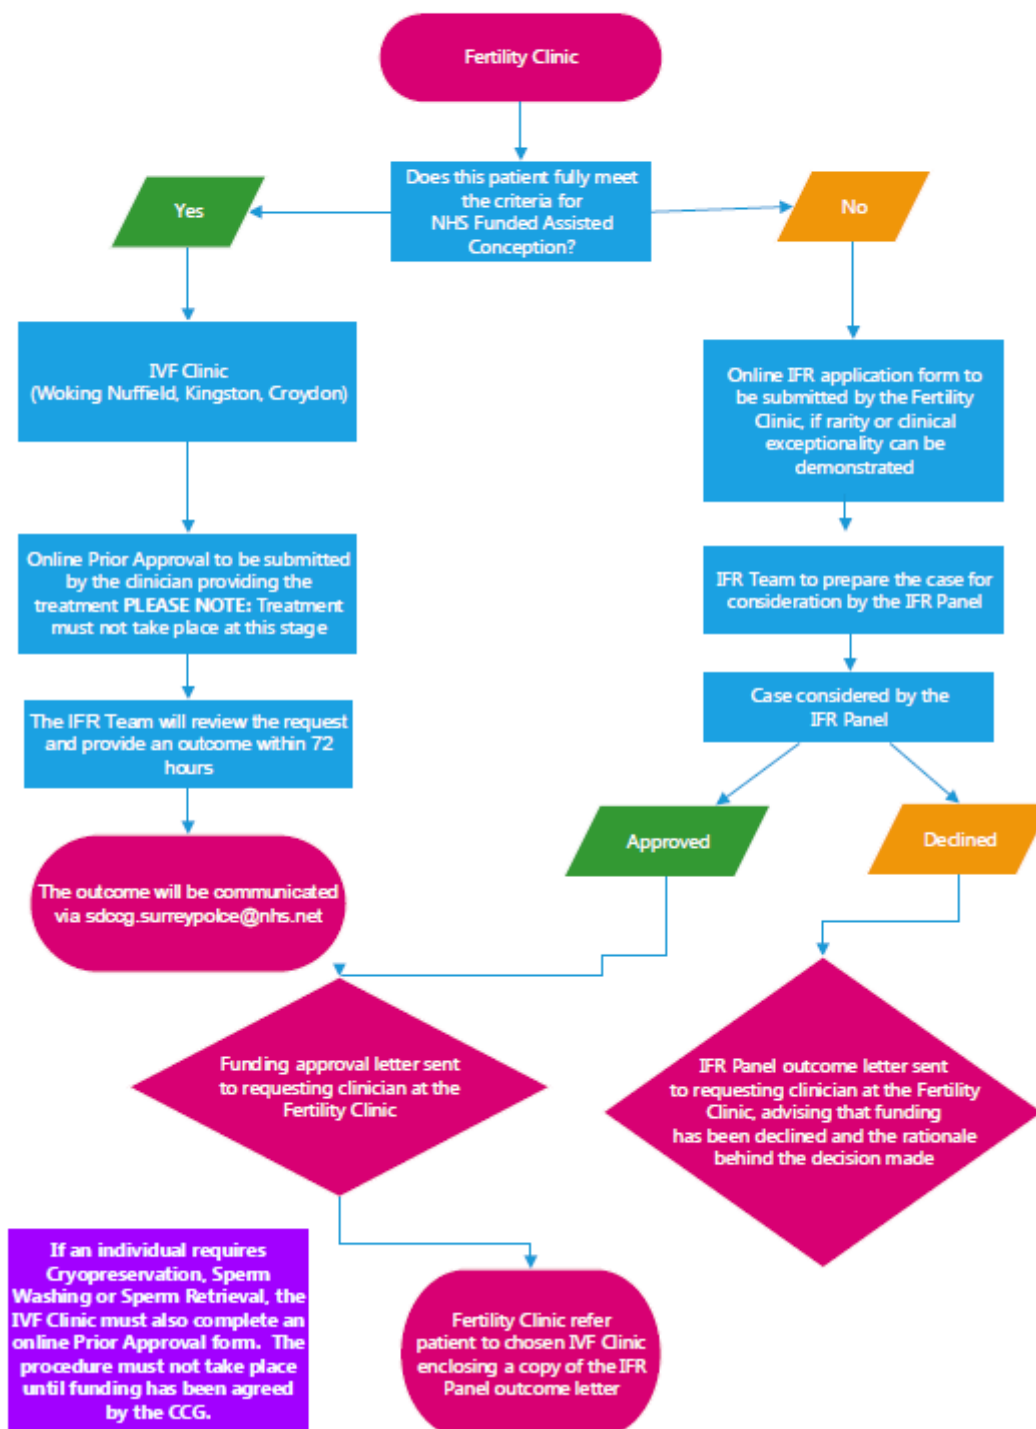 Fertility Clinic
Does this patient fully meet
the criteria for
NHS Funded Assisted
Conception?
Yes
No
IVF Clinic
(Woking Nuffield, Kingston, Croydon)
Online IFR application form to
be submitted by the Fertility
Clinic, if rarity or clinical
exceptionality can be
demonstrated
Online Prior Approval to be submitted
by the clinician providing the
treatment PLEASE NOTE: Treatment
must not take place at this stage
IFR Team to prepare the case for
consideration by the IFR Panel
The IFR Team will review the request
and provide an outcome within 72
hours
Case considered by the
IFR Panel
Approved
Declined
The outcome will be communicated
via sdccg.surreypolce@nhs.net
Funding approval letter sent
to requesting clinician at the
Fertility Clinic
IFR Panel outcome letter sent
to requesting clinician at the Fertility
Clinic, advising that funding
has been declined and the rationale
behind the decision made
If an individual requires
Cryopreservation, Sperm
Washing or Sperm Retrieval, the
IVF Clinic must also complete an
online Prior Approval form. The
procedure must not take place
until funding has been agreed
by the CCG.
Fertility Clinic refer
patient to chosen IVF Clinic
enclosing a copy of the IFR
Panel outcome letter